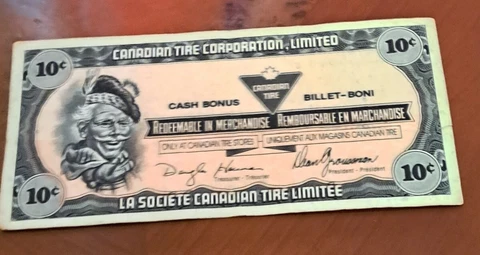 CANADIAN TIRE CORPORATION, LIMITED
10¢ 10¢
CANADIAN
TIRE
CASH BONUS BILLET-BONI
REDEEMABLE IN MERCHANDISE REMBOURSABLE EN MARCHANDISE
ONLY AT CANADIAN TIRE STORES UNIQUEMENT AUX MAGASINS CANADIAN TIRE
Treasurer - Trésorier President - Président
10¢ 10¢
LA SOCIÉTÉ CANADIAN TIRE LIMITÉE